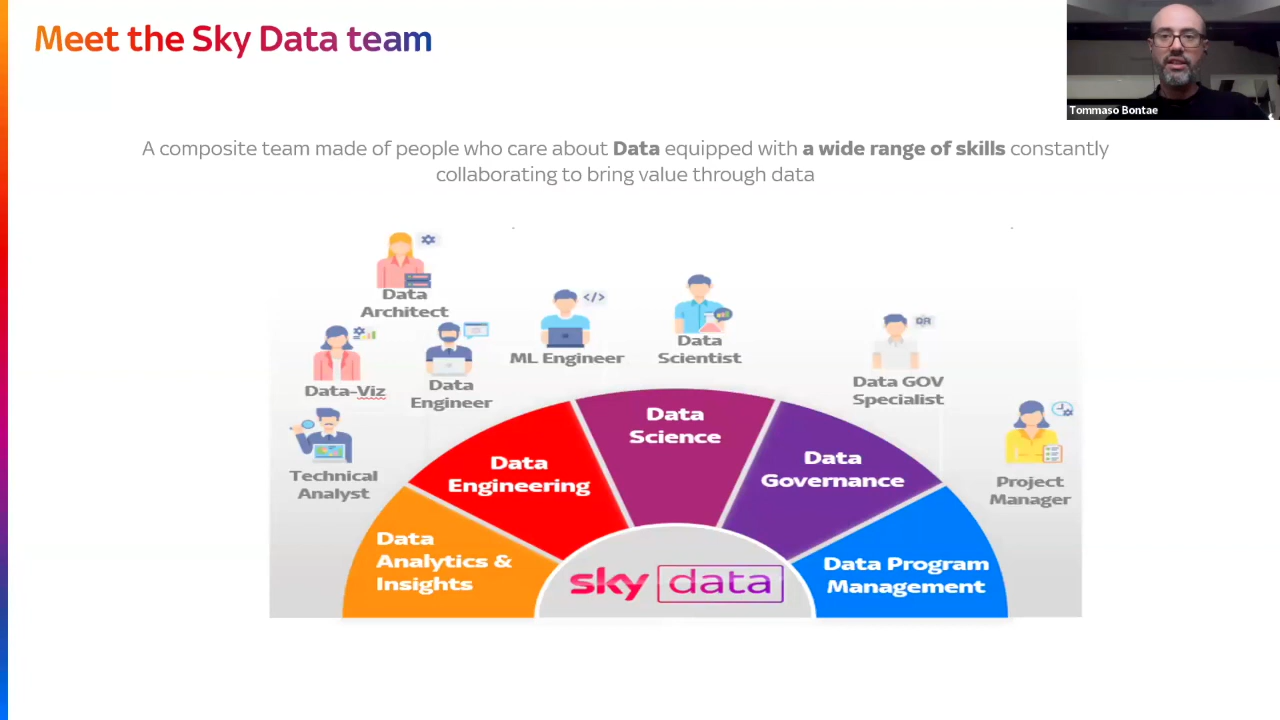 Meet the Sky Data team
Tommaso Bontae
A composite team made of people who care about Data equipped with a wide range of skills constantly
collaborating to bring value through data
Data
Architect
</>
ML Engineer
Data
Scientist
Data-Viz
Data
Engineer
Data GOV
Specialist
Technical
Analyst
Project
Manager
Data
Science
Data
Engineering
Data
Governance
Data
Analytics &
Insights
Data Program
Management
sky data